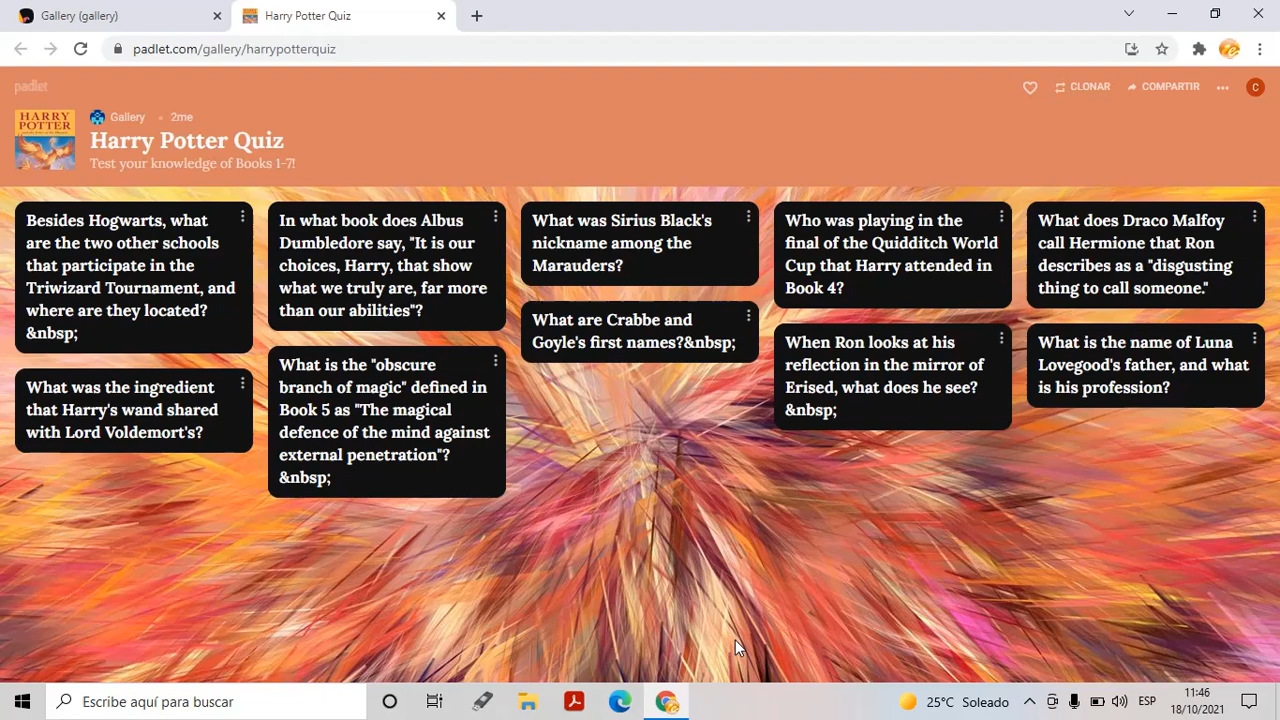 Gallery (gallery)
Harry Potter Quiz
padlet.com/gallery/harrypotterquiz
padlet
CLONAR
COMPARTIR
C
HARRY
POTTER
Gallery
2me
Harry Potter Quiz
Test your knowledge of Books 1-7!
Besides Hogwarts, what
are the two other schools
that participate in the
Triwizard Tournament, and
where are they located?
&nbsp;
What was the ingredient
that Harry's wand shared
with Lord Voldemort's?
In what book does Albus
Dumbledore say, "It is our
choices, Harry, that show
what we truly are, far more
than our abilities"?
What is the "obscure
branch of magic" defined in
Book 5 as "The magical
defence of the mind against
external penetration"?
&nbsp;
What was Sirius Black's
nickname among the
Marauders?
What are Crabbe and
Goyle's first names?&nbsp;
Who was playing in the
final of the Quidditch World
Cup that Harry attended in
Book 4?
When Ron looks at his
reflection in the mirror of
Erised, what does he see?
&nbsp;
What does Draco Malfoy
call Hermione that Ron
describes as a "disgusting
thing to call someone."
What is the name of Luna
Lovegood's father, and what
is his profession?
Escribe aquí para buscar
25°C Soleado
ESP
11:46
18/10/2021